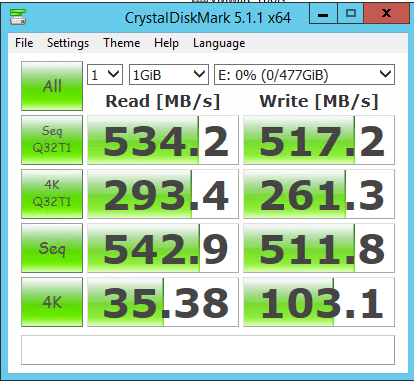 CrystalDiskMark 5.1.1 x64
File Settings Theme Help Language
All 1 1GiB E: 0% (0/477GiB)
Read [MB/s] Write [MB/s]
Seq Q32T1 534.2 517.2
4K Q32T1 293.4 261.3
Seq 542.9 511.8
4K 35.38 103.1